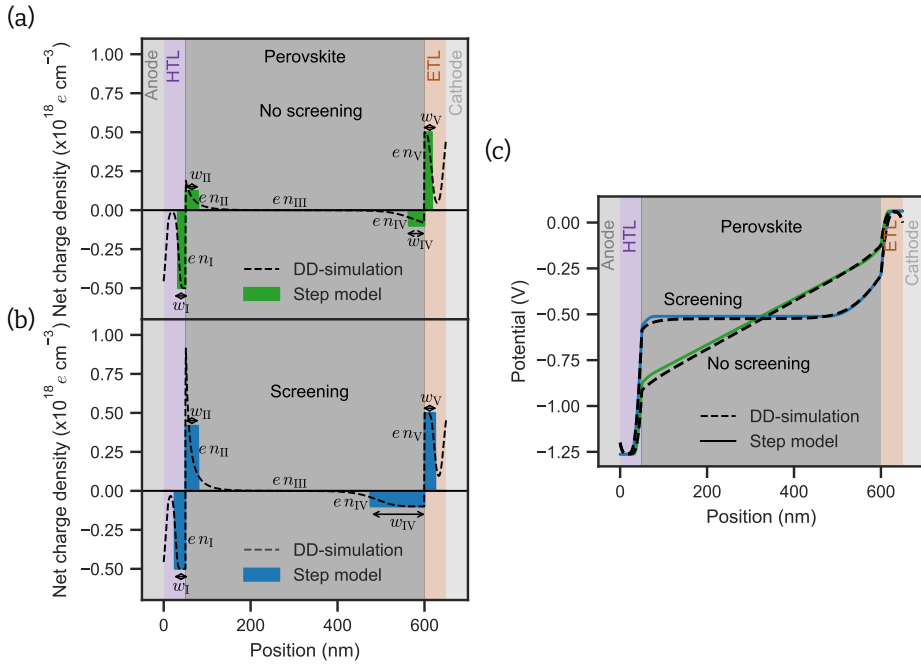 (a)
Net charge density (x10¹⁸ e cm⁻³)
1.00
0.75
0.50
0.25
0.00
−0.25
−0.50
Anode
HTL
Perovskite
ETL
Cathode
No screening
w_V
e n_V
w_II
e n_II
e n_III
e n_IV
w_IV
e n_I
w_I
DD-simulation
Step model
(b)
Net charge density (x10¹⁸ e cm⁻³)
1.00
0.75
0.50
0.25
0.00
−0.25
−0.50
Screening
w_II
w_V
e n_V
e n_II
e n_III
e n_IV
w_IV
e n_I
w_I
DD-simulation
Step model
0 200 400 600
Position (nm)
(c)
Potential (V)
0.00
−0.25
−0.50
−0.75
−1.00
−1.25
Anode
HTL
Perovskite
ETL
Cathode
Screening
No screening
DD-simulation
Step model
0 200 400 600
Position (nm)